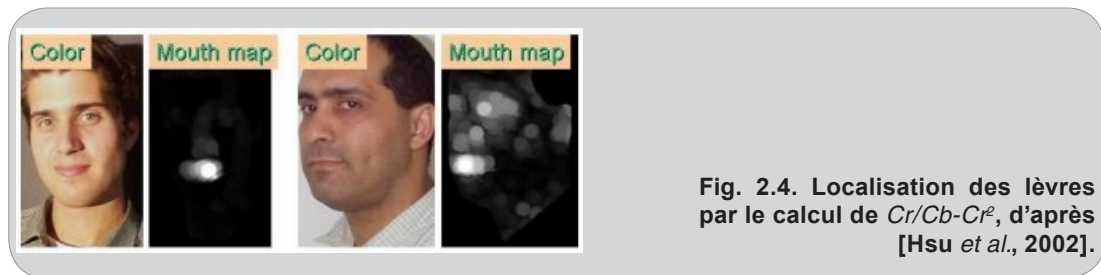 Color Mouth map Color Mouth map
Fig. 2.4. Localisation des lèvres
par le calcul de Cr/Cb-Cr², d'après
[Hsu et al., 2002].